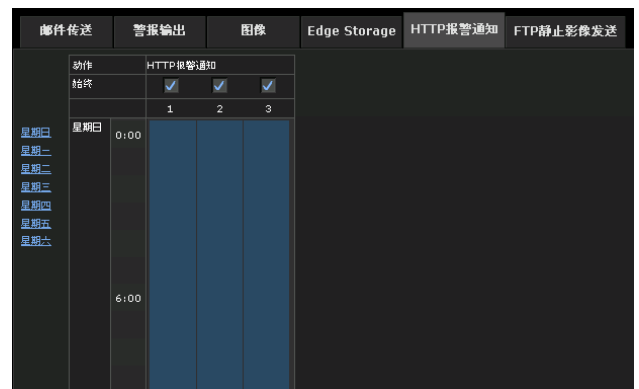 邮件传送 警报输出 图像 Edge Storage HTTP报警通知 FTP静止影像发送
动作 HTTP报警通知
始终
1 2 3
星期日 0:00
星期日
星期一
星期二
星期三
星期四
星期五
星期六
6:00